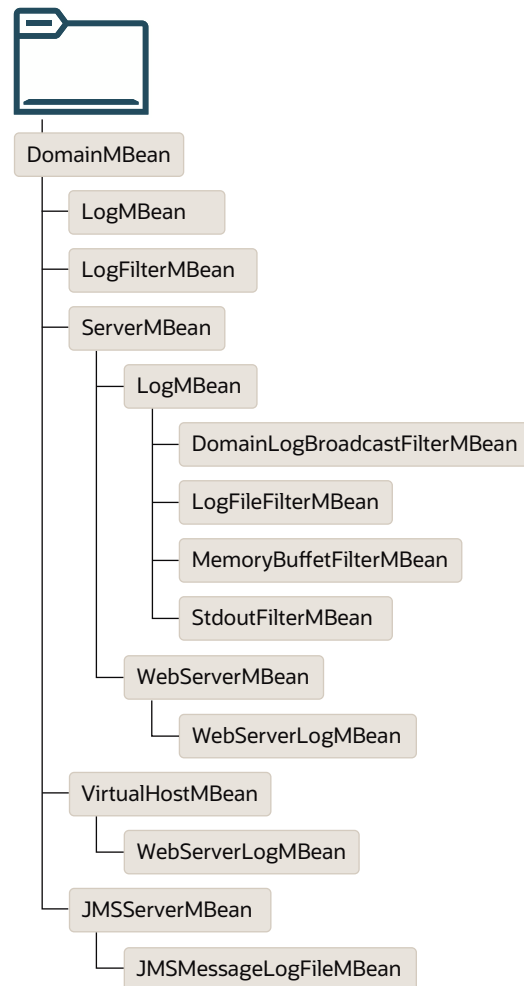 DomainMBean
LogMBean
LogFilterMBean
ServerMBean
LogMBean
DomainLogBroadcastFilterMBean
LogFileFilterMBean
MemoryBuffetFilterMBean
StdoutFilterMBean
WebServerMBean
WebServerLogMBean
VirtualHostMBean
WebServerLogMBean
JMSServerMBean
JMSMessageLogFileMBean